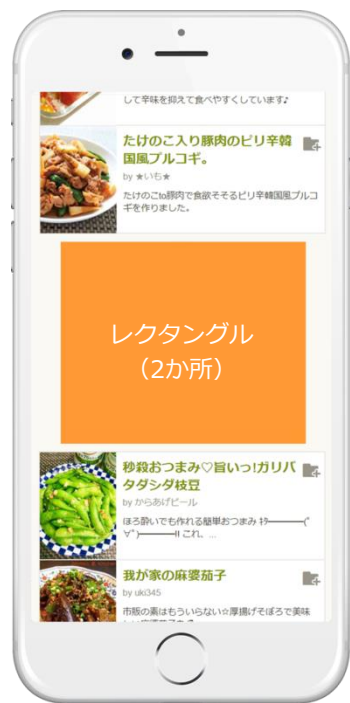 して辛味を抑えて食べやすくしています♪
たけのこ入り豚肉のピリ辛韓
国風プルコギ。
by ★いも★
たけのこto豚肉で食欲そそるピリ辛韓国風プルコ
ギを作りました。
レクタングル
（2か所）
秒殺おつまみ♡旨いっ!ガリバ
タダシダ枝豆
by からあげビール
ほろ酔いでも作れる簡単おつまみ ｷﾀ━━━━(ﾟ
∀ﾟ)━━━━!! これ、...
我が家の麻婆茄子
by uki345
市販の素はもういらない☆厚揚げそぼろで美味